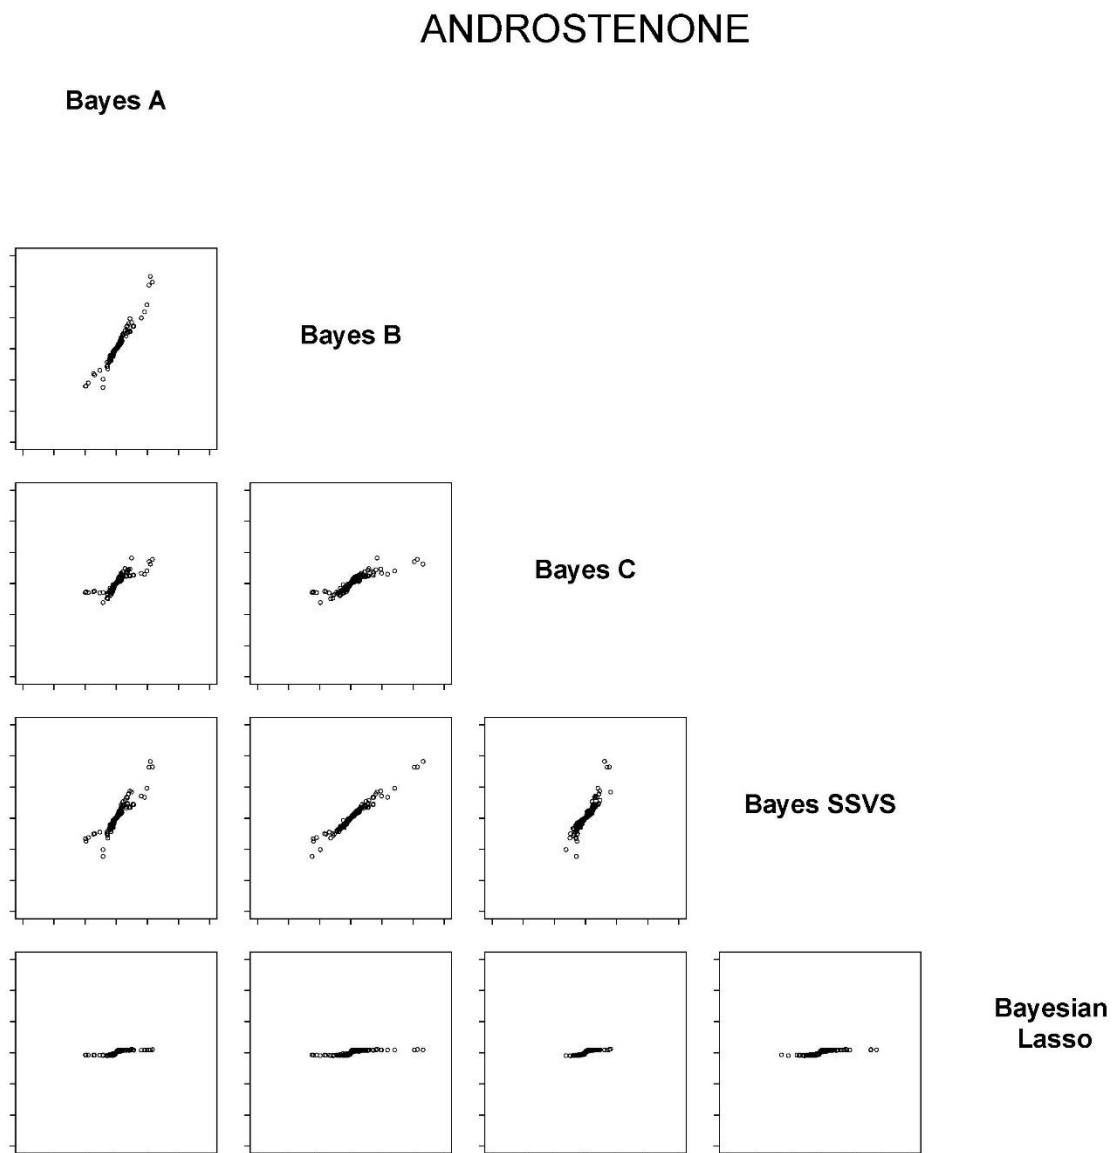 ANDROSTENONE
Bayes A
Bayes B
Bayes C
Bayes SSVS
Bayesian
Lasso